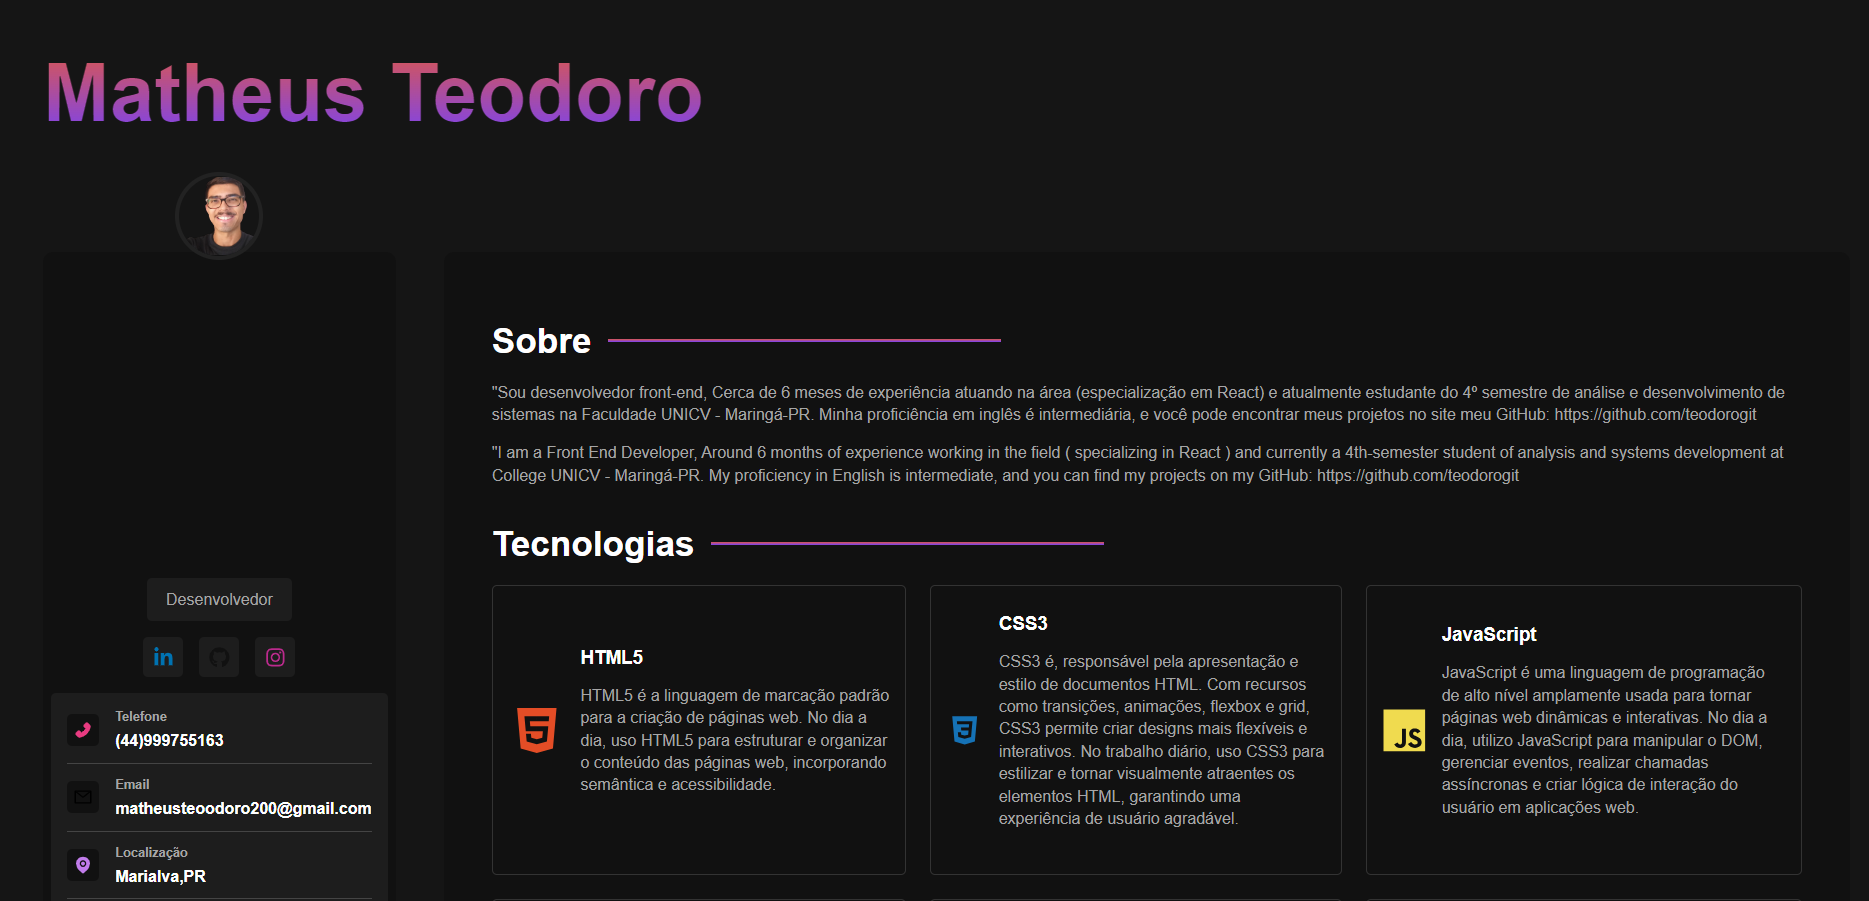 Matheus Teodoro
Desenvolvedor
in
Telefone
(44)999755163
Email
matheusteoodoro200@gmail.com
Localização
Marialva,PR
Sobre
"Sou desenvolvedor front-end, Cerca de 6 meses de experiência atuando na área (especialização em React) e atualmente estudante do 4º semestre de análise e desenvolvimento de
sistemas na Faculdade UNICV - Maringá-PR. Minha proficiência em inglês é intermediária, e você pode encontrar meus projetos no site meu GitHub: https://github.com/teodorogit
"I am a Front End Developer, Around 6 months of experience working in the field ( specializing in React ) and currently a 4th-semester student of analysis and systems development at
College UNICV - Maringá-PR. My proficiency in English is intermediate, and you can find my projects on my GitHub: https://github.com/teodorogit
Tecnologias
5
HTML5
HTML5 é a linguagem de marcação padrão
para a criação de páginas web. No dia a
dia, uso HTML5 para estruturar e organizar
o conteúdo das páginas web, incorporando
semântica e acessibilidade.
3
CSS3
CSS3 é, responsável pela apresentação e
estilo de documentos HTML. Com recursos
como transições, animações, flexbox e grid,
CSS3 permite criar designs mais flexíveis e
interativos. No trabalho diário, uso CSS3 para
estilizar e tornar visualmente atraentes os
elementos HTML, garantindo uma
experiência de usuário agradável.
JS
JavaScript
JavaScript é uma linguagem de programação
de alto nível amplamente usada para tornar
páginas web dinâmicas e interativas. No dia a
dia, utilizo JavaScript para manipular o DOM,
gerenciar eventos, realizar chamadas
assíncronas e criar lógica de interação do
usuário em aplicações web.